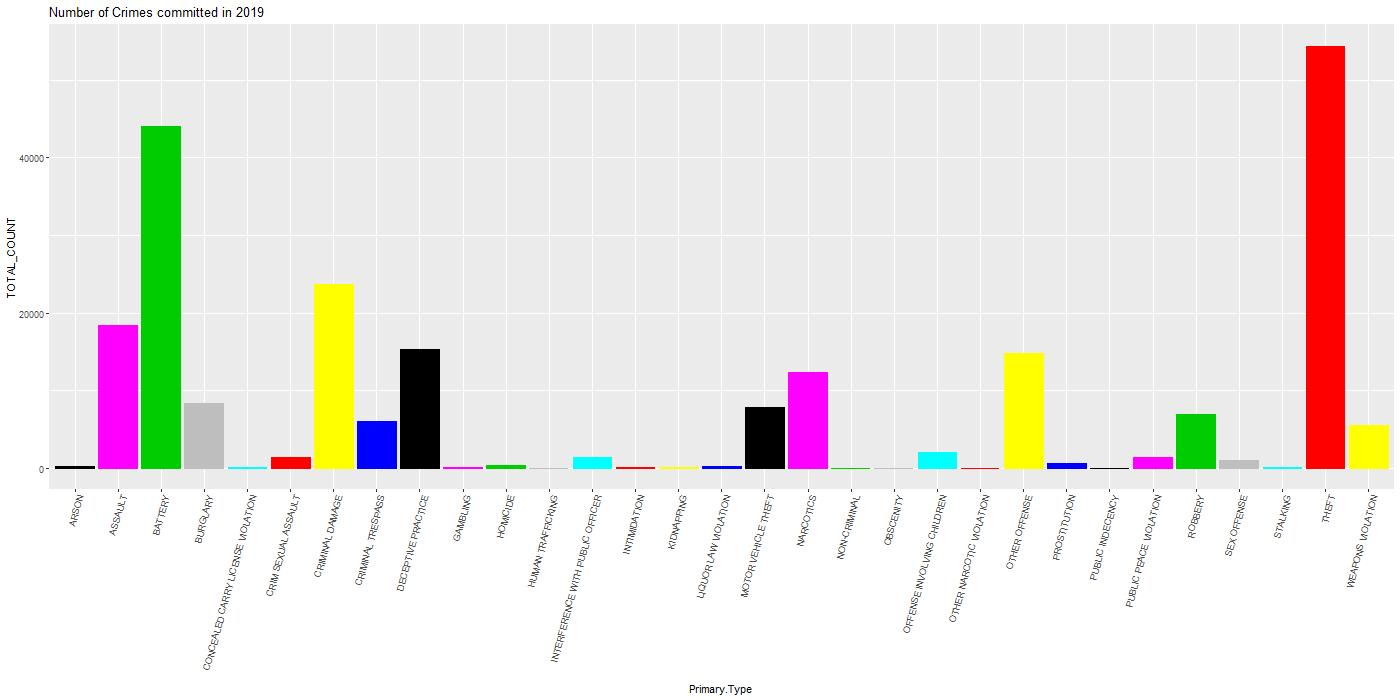 Number of Crimes committed in 2019
TOTAL_COUNT
40000
20000
0
ARSON
ASSAULT
BATTERY
BURGLARY
CONCEALED CARRY LICENSE VIOLATION
CRIM SEXUAL ASSAULT
CRIMINAL DAMAGE
CRIMINAL TRESPASS
DECEPTIVE PRACTICE
GAMBLING
HOMICIDE
HUMAN TRAFFICKING
INTERFERENCE WITH PUBLIC OFFICER
INTIMIDATION
KIDNAPPING
LIQUOR LAW VIOLATION
MOTOR VEHICLE THEFT
NARCOTICS
NON-CRIMINAL
OBSCENITY
OFFENSE INVOLVING CHILDREN
OTHER NARCOTIC VIOLATION
OTHER OFFENSE
PROSTITUTION
PUBLIC INDECENCY
PUBLIC PEACE VIOLATION
ROBBERY
SEX OFFENSE
STALKING
THEFT
WEAPONS VIOLATION
Primary.Type